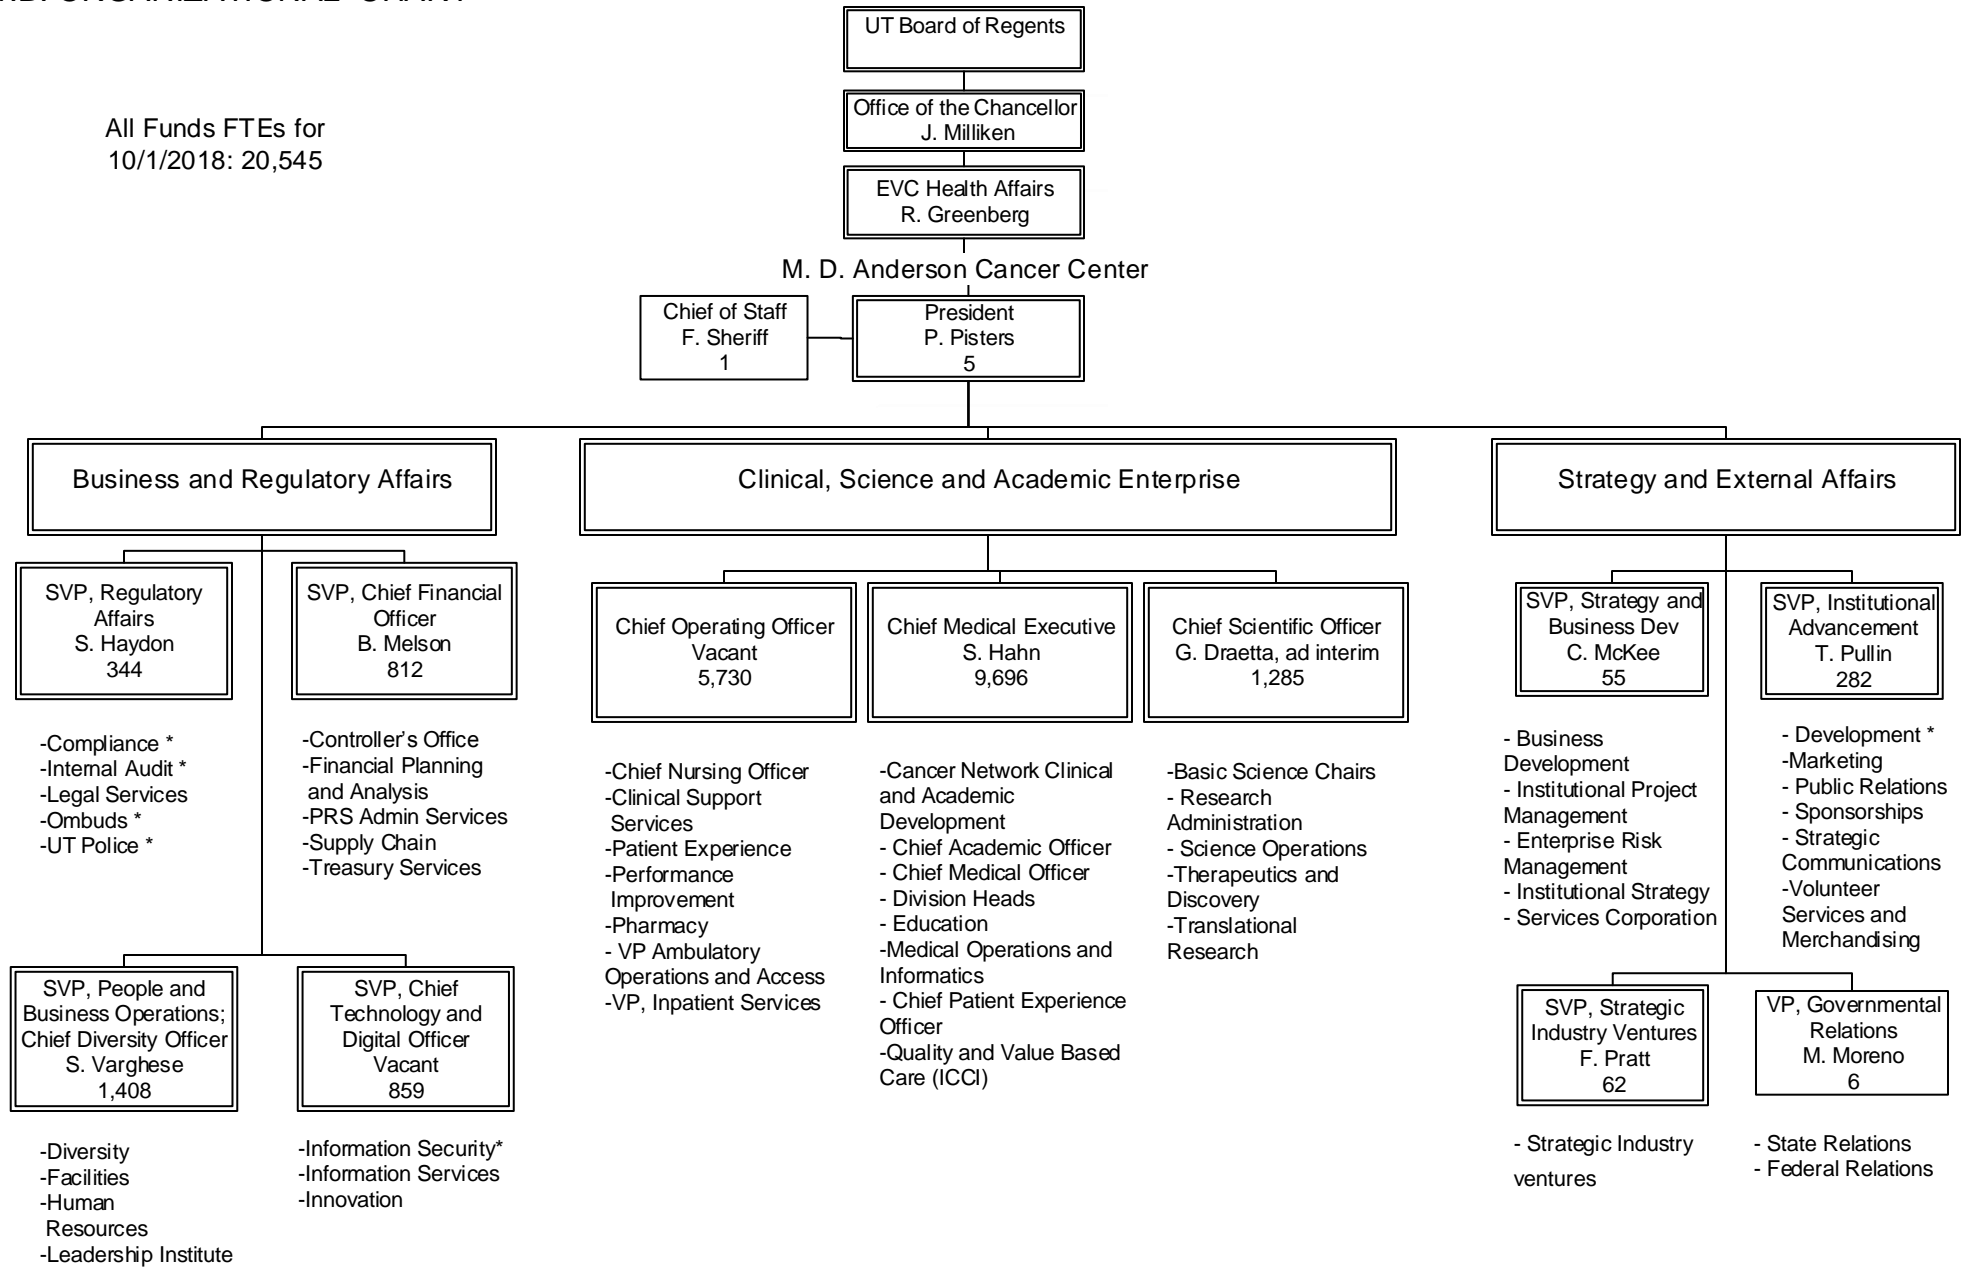 ORGANIZATIONAL CHART
UT Board of Regents
All Funds FTEs for
10/1/2018: 20,545
Office of the Chancellor
J. Milliken
EVC Health Affairs
R. Greenberg
M. D. Anderson Cancer Center
Chief of Staff
F. Sheriff
1
President
P. Pisters
5
Business and Regulatory Affairs
Clinical, Science and Academic Enterprise
Strategy and External Affairs
SVP, Regulatory
Affairs
S. Haydon
344
-Compliance *
-Internal Audit *
-Legal Services
-Ombuds *
-UT Police *
SVP, Chief Financial
Officer
B. Melson
812
-Controller’s Office
-Financial Planning
and Analysis
-PRS Admin Services
-Supply Chain
-Treasury Services
SVP, People and
Business Operations;
Chief Diversity Officer
S. Varghese
1,408
-Diversity
-Facilities
-Human
Resources
-Leadership Institute
SVP, Chief
Technology and
Digital Officer
Vacant
859
-Information Security*
-Information Services
-Innovation
Chief Operating Officer
Vacant
5,730
-Chief Nursing Officer
-Clinical Support
Services
-Patient Experience
-Performance
Improvement
-Pharmacy
- VP Ambulatory
Operations and Access
-VP, Inpatient Services
Chief Medical Executive
S. Hahn
9,696
-Cancer Network Clinical
and Academic
Development
- Chief Academic Officer
- Chief Medical Officer
- Division Heads
- Education
-Medical Operations and
Informatics
- Chief Patient Experience
Officer
-Quality and Value Based
Care (ICCI)
Chief Scientific Officer
G. Draetta, ad interim
1,285
-Basic Science Chairs
- Research
Administration
- Science Operations
-Therapeutics and
Discovery
-Translational
Research
SVP, Strategy and
Business Dev
C. McKee
55
- Business
Development
- Institutional Project
Management
- Enterprise Risk
Management
- Institutional Strategy
- Services Corporation
SVP, Institutional
Advancement
T. Pullin
282
- Development *
-Marketing
- Public Relations
- Sponsorships
- Strategic
Communications
-Volunteer
Services and
Merchandising
SVP, Strategic
Industry Ventures
F. Pratt
62
- Strategic Industry
ventures
VP, Governmental
Relations
M. Moreno
6
- State Relations
- Federal Relations